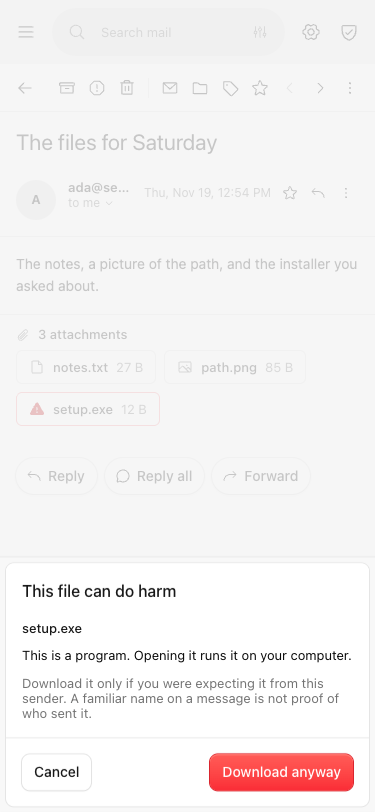 Search mail
The files for Saturday
A
ada@se...
Thu, Nov 19, 12:54 PM
to me
The notes, a picture of the path, and the installer you
asked about.
3 attachments
notes.txt 27 B
path.png 85 B
setup.exe 12 B
Reply
Reply all
Forward
This file can do harm
setup.exe
This is a program. Opening it runs it on your computer.
Download it only if you were expecting it from this
sender. A familiar name on a message is not proof of
who sent it.
Cancel
Download anyway